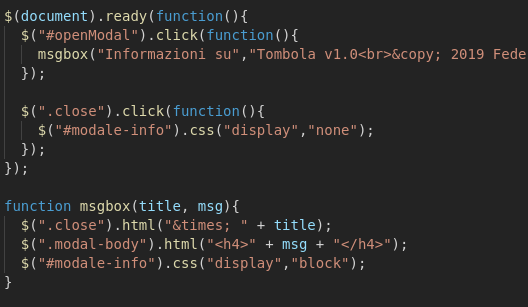 $(document).ready(function(){
  $("#openModal").click(function(){
    msgbox("Informazioni su","Tombola v1.0<br>&copy; 2019 Fede
  });

  $(".close").click(function(){
    $("#modale-info").css("display","none");
  });
});

function msgbox(title, msg){
  $(".close").html("&times; " + title);
  $(".modal-body").html("<h4>" + msg + "</h4>");
  $("#modale-info").css("display","block");
}